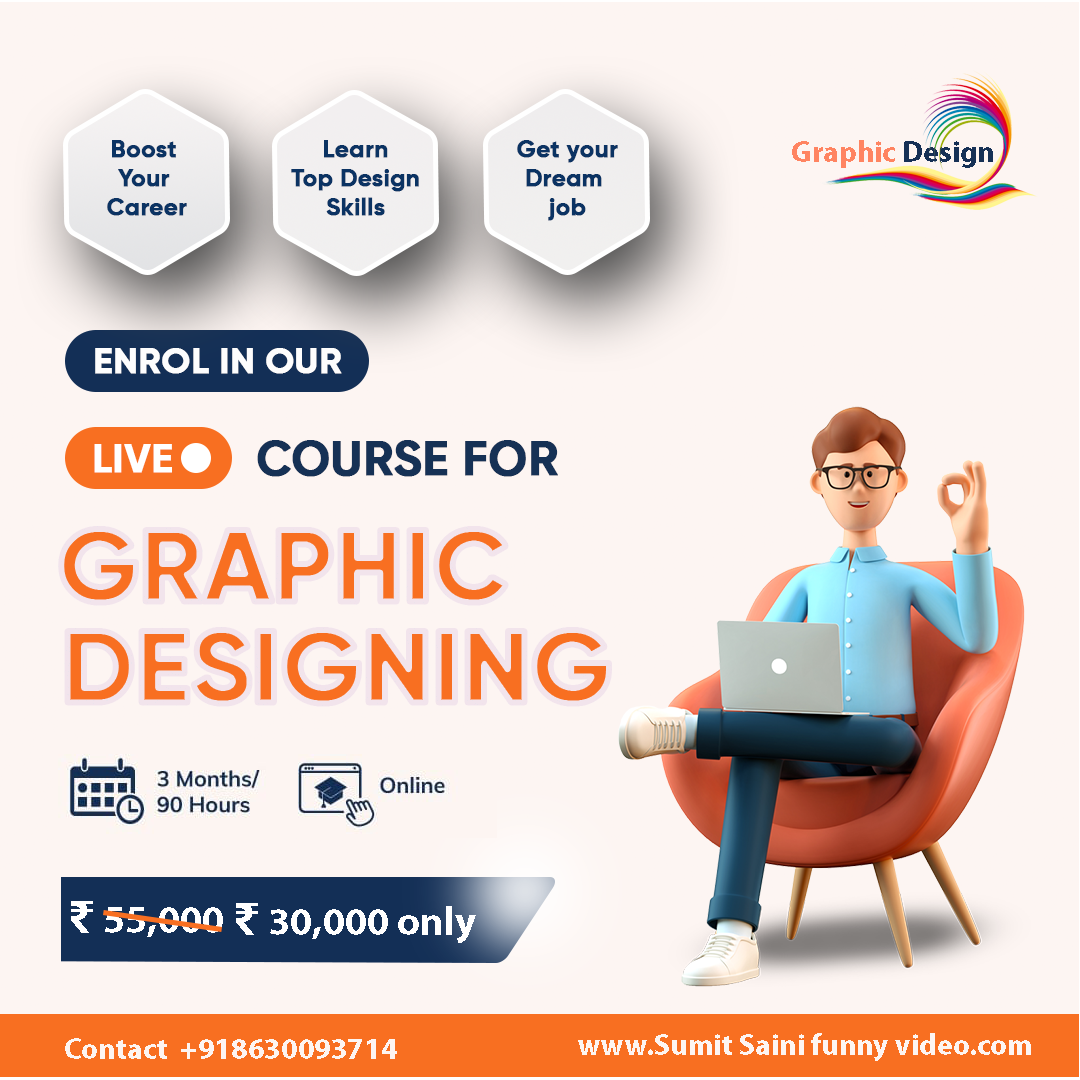 Boost
Your
Career
Learn
Top Design
Skills
Get your
Dream
job
Graphic Design
ENROL IN OUR
LIVE COURSE FOR
GRAPHIC
DESIGNING
3 Months/
90 Hours
Online
₹ 55,000 ₹ 30,000 only
Contact +918630093714
www.Sumit Saini funny video.com